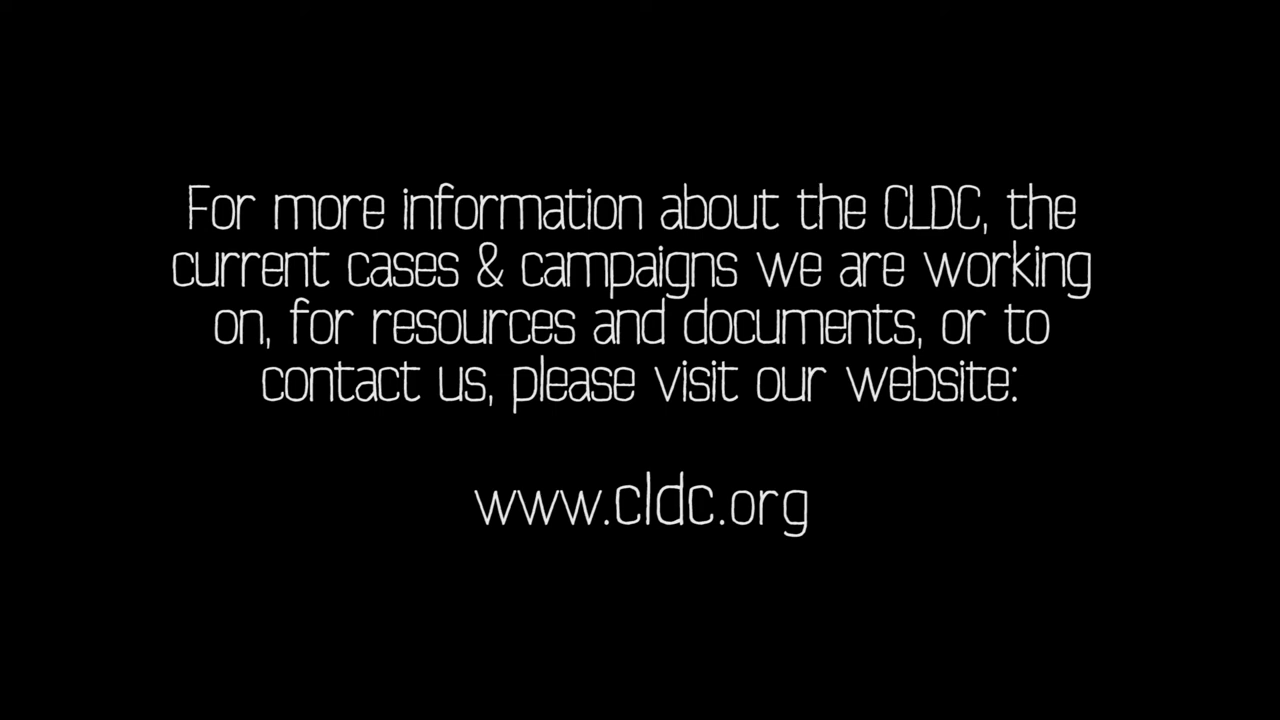 For more information about the CLDC, the
current cases & campaigns we are working
on, for resources and documents, or to
contact us, please visit our website:
www.cldc.org